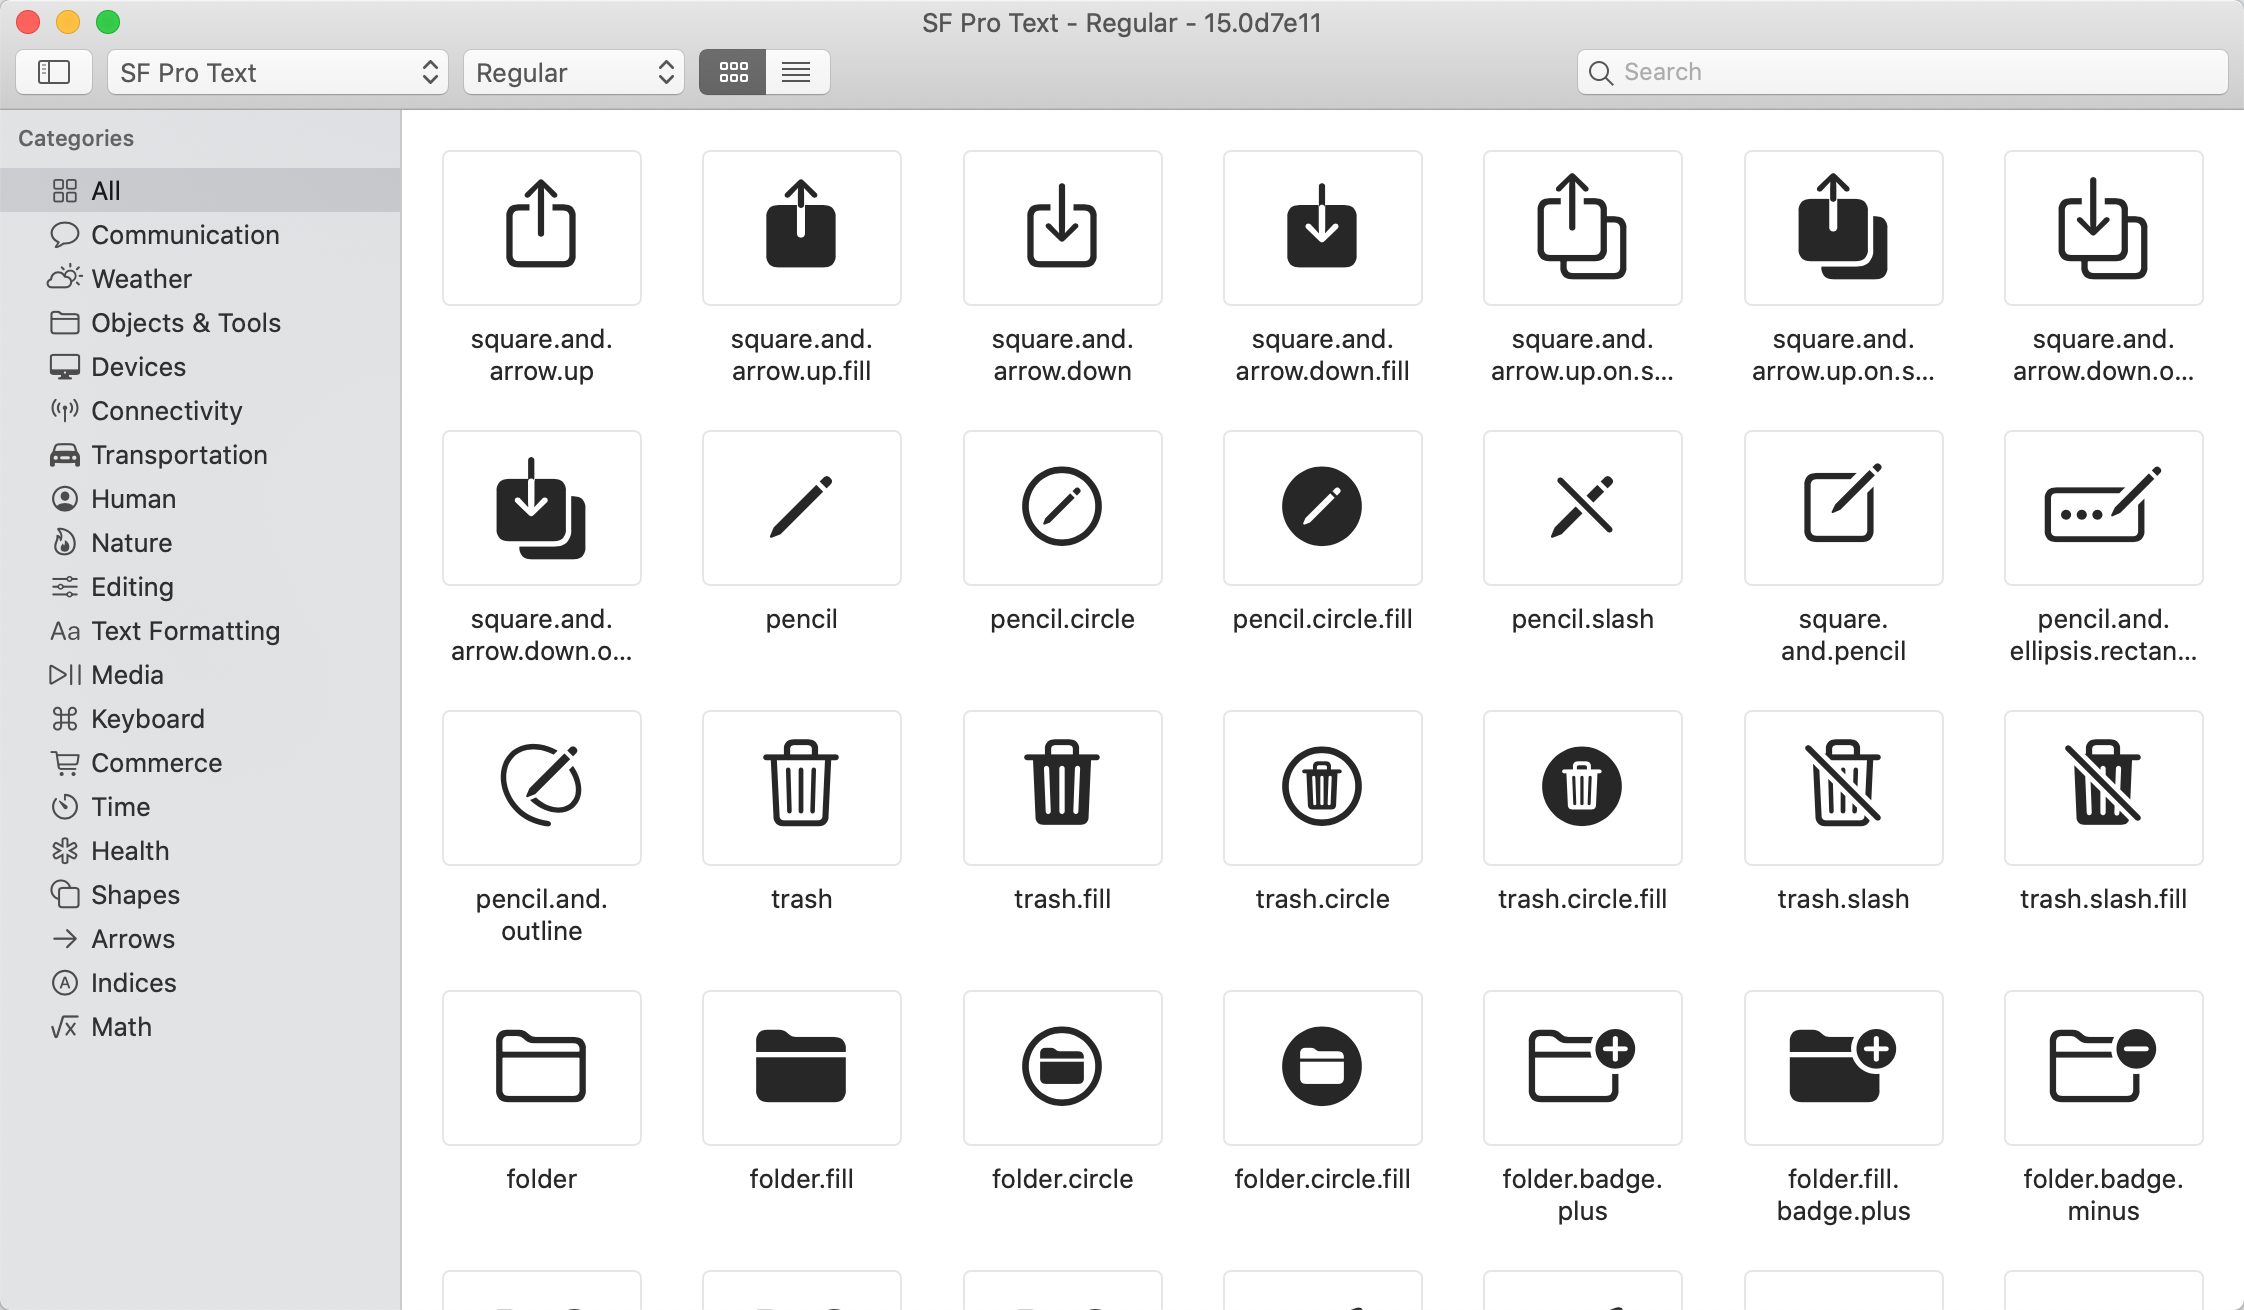 SF Pro Text - Regular - 15.0d7e11
SF Pro Text
Regular
Search
Categories
All
Communication
Weather
Objects & Tools
Devices
Connectivity
Transportation
Human
Nature
Editing
Aa Text Formatting
Media
Keyboard
Commerce
Time
Health
Shapes
Arrows
A Indices
√x Math
square.and.
arrow.up
square.and.
arrow.up.fill
square.and.
arrow.down
square.and.
arrow.down.fill
square.and.
arrow.up.on.s...
square.and.
arrow.up.on.s...
square.and.
arrow.down.o...
square.and.
arrow.down.o...
pencil
pencil.circle
pencil.circle.fill
pencil.slash
square.
and.pencil
pencil.and.
ellipsis.rectan...
pencil.and.
outline
trash
trash.fill
trash.circle
trash.circle.fill
trash.slash
trash.slash.fill
folder
folder.fill
folder.circle
folder.circle.fill
folder.badge.
plus
folder.fill.
badge.plus
folder.badge.
minus